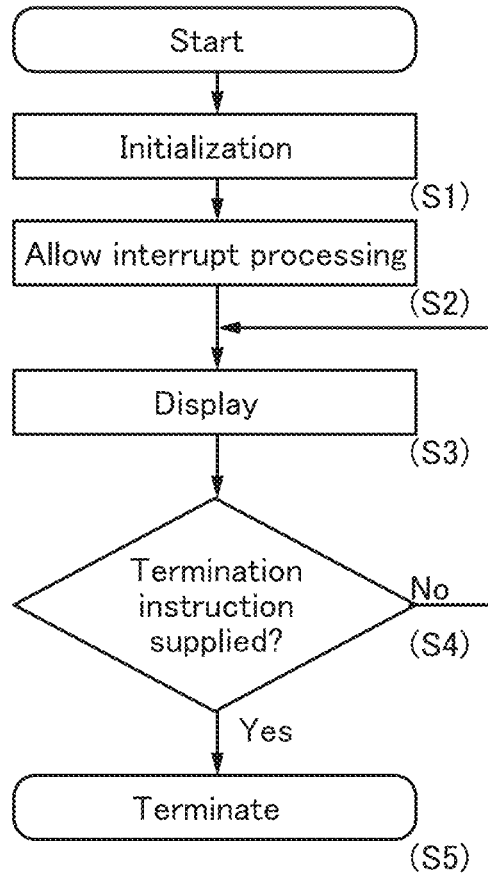 Start
Initialization
(S1)
Allow interrupt processing
(S2)
Display
(S3)
Termination
instruction
supplied?
No
(S4)
Yes
Terminate
(S5)